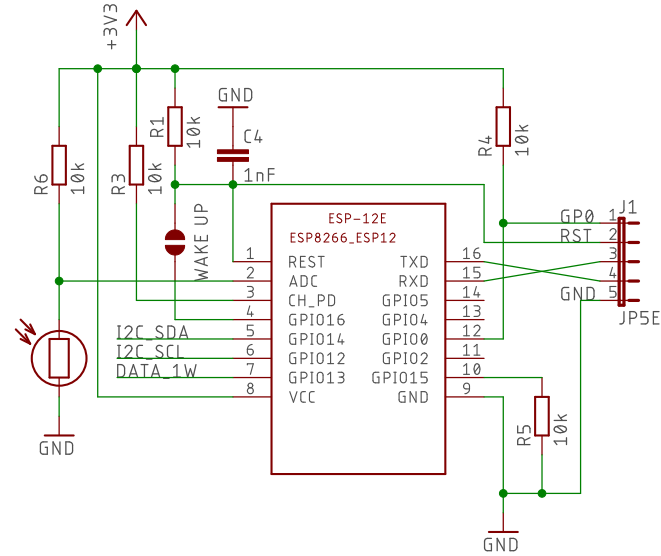 +3V3
GND
C4
1nF
R1
10k
R4
10k
R6
10k
R3
10k
WAKE UP
ESP-12E
ESP8266_ESP12
1 REST
2 ADC
3 CH_PD
4 GPIO16
5 GPIO14
6 GPIO12
7 GPIO13
8 VCC
TXD 16
RXD 15
GPIO5 14
GPIO4 13
GPIO0 12
GPIO2 11
GPIO15 10
GND 9
I2C_SDA
I2C_SCL
DATA_1W
J1
GP0 1
RST 2
3
4
GND 5
JP5E
R5
10k
GND
GND